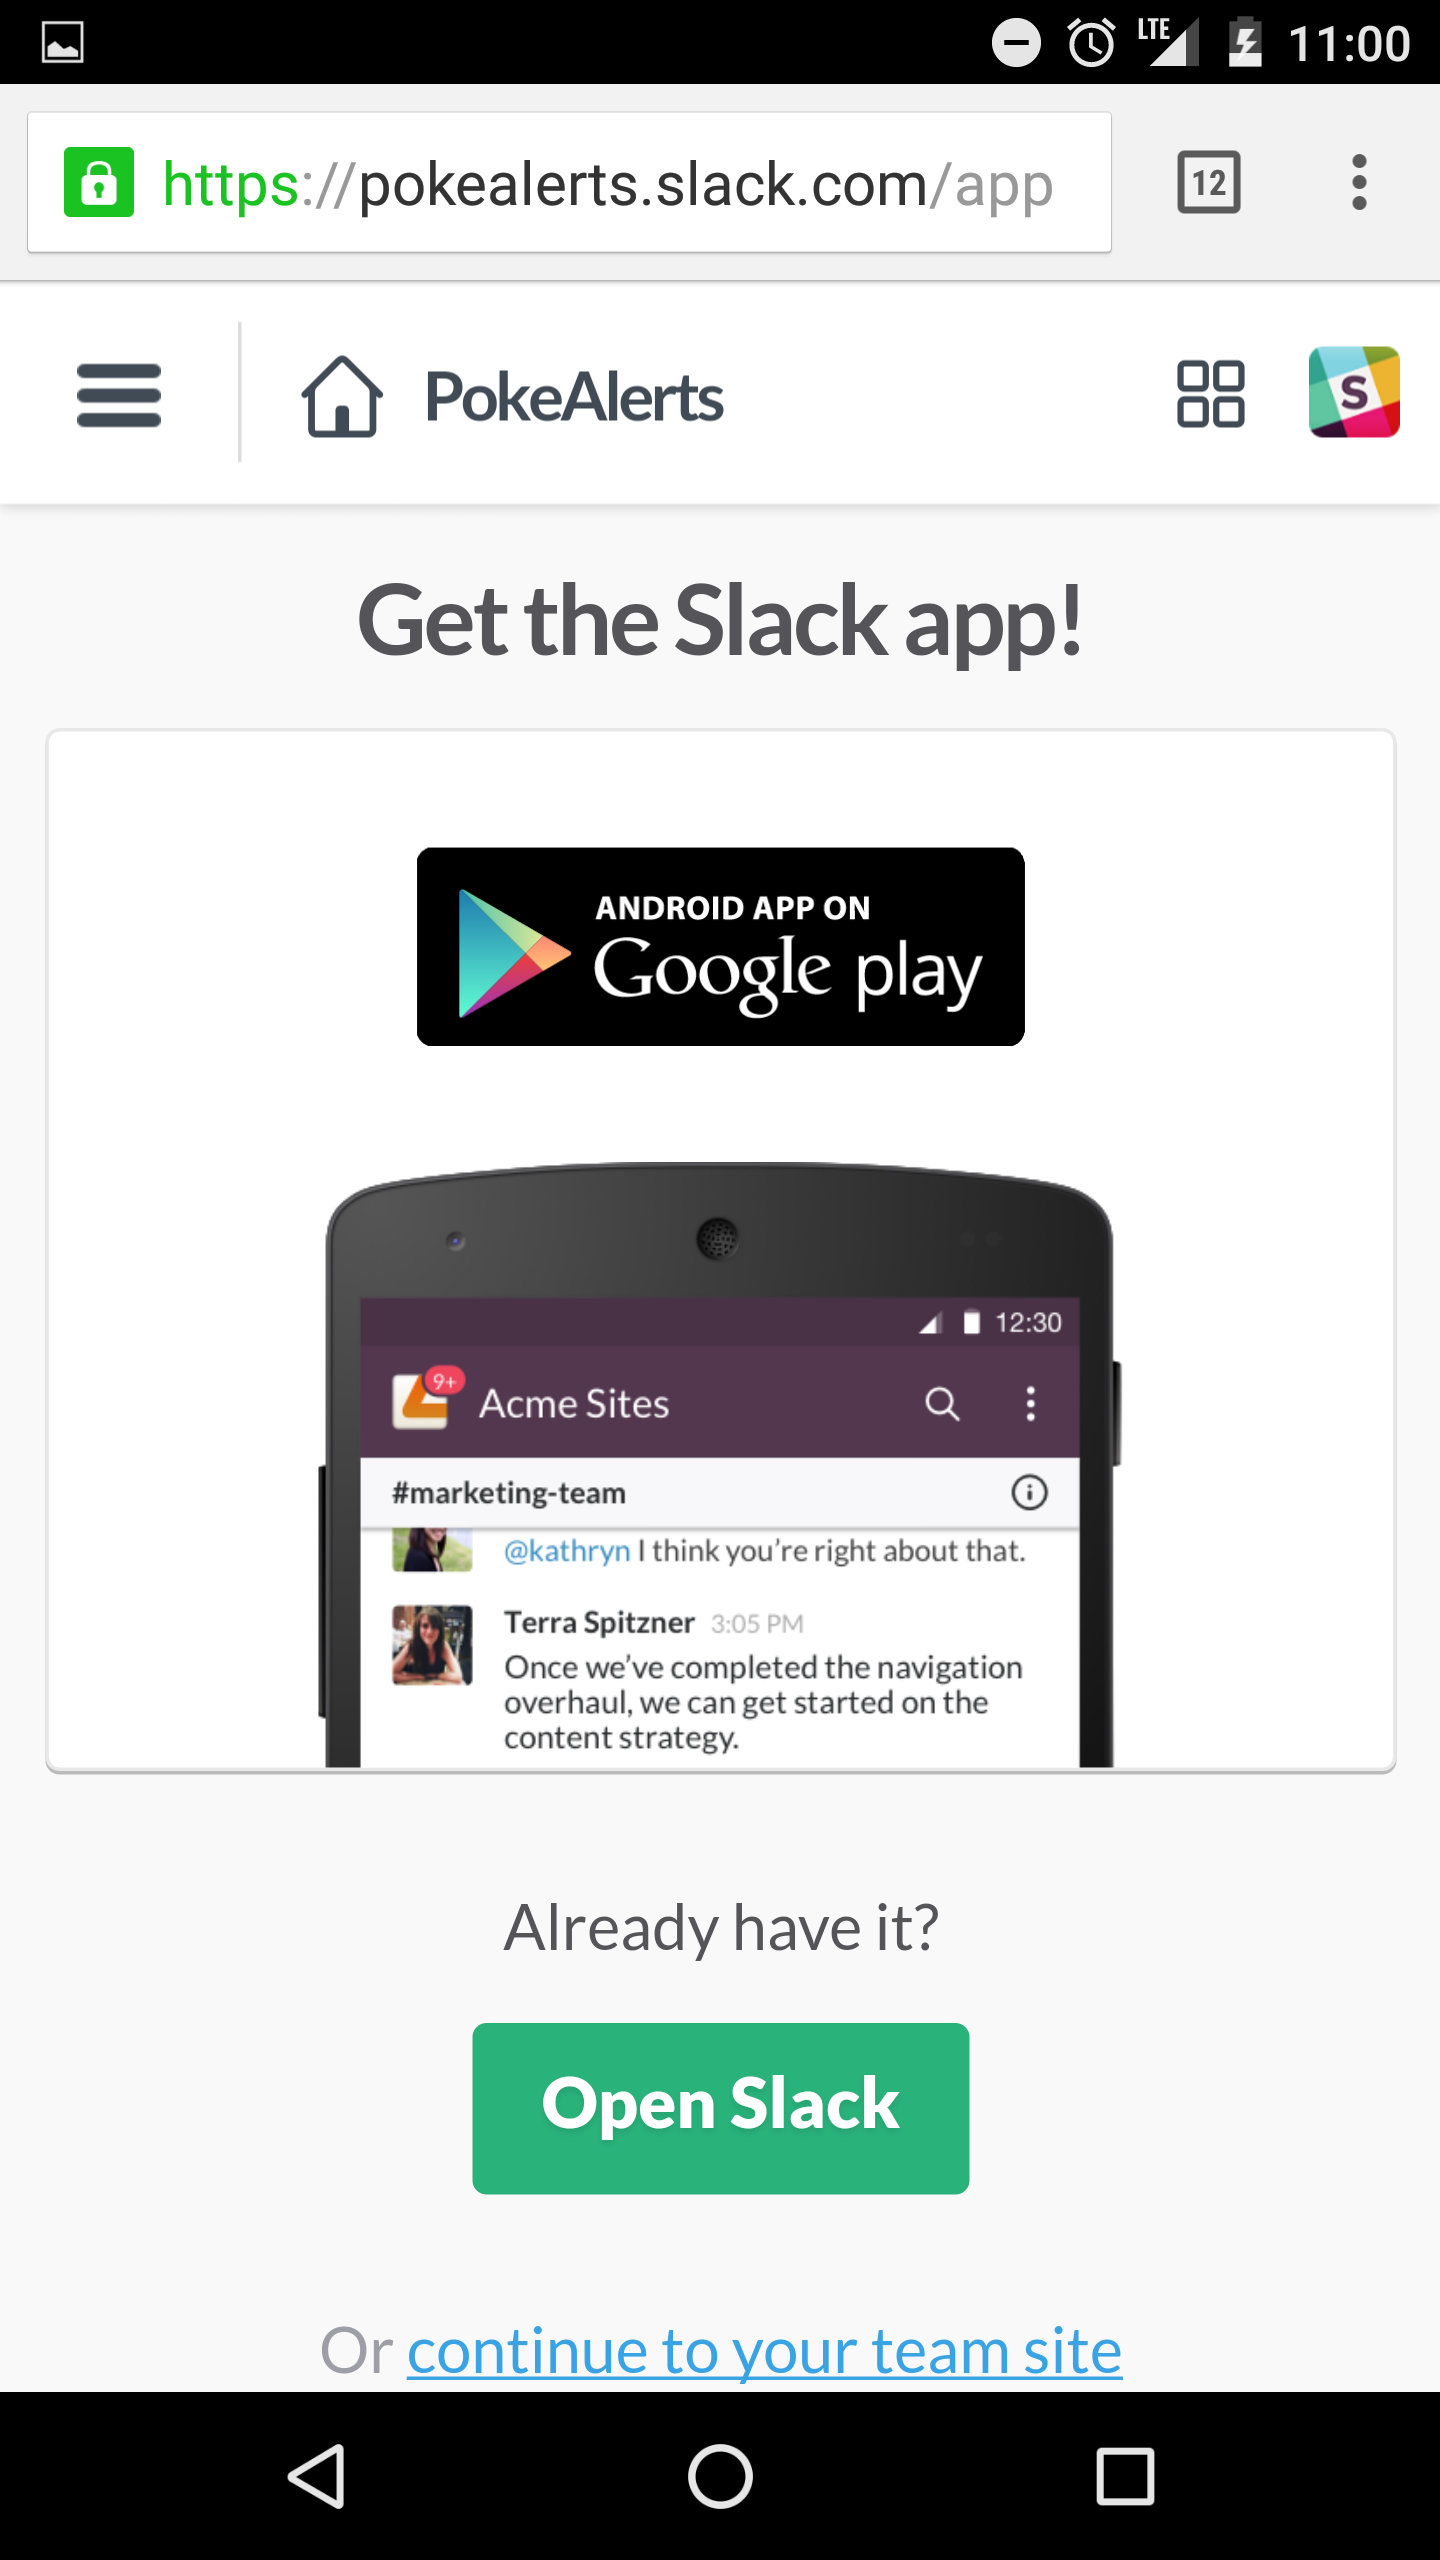 LTE 11:00
https://pokealerts.slack.com/app
12
PokeAlerts
S
Get the Slack app!
ANDROID APP ON
Google play
12:30
9+
Acme Sites
#marketing-team
@kathryn I think you’re right about that.
Terra Spitzner 3:05 PM
Once we’ve completed the navigation
overhaul, we can get started on the
content strategy.
Already have it?
Open Slack
Or continue to your team site